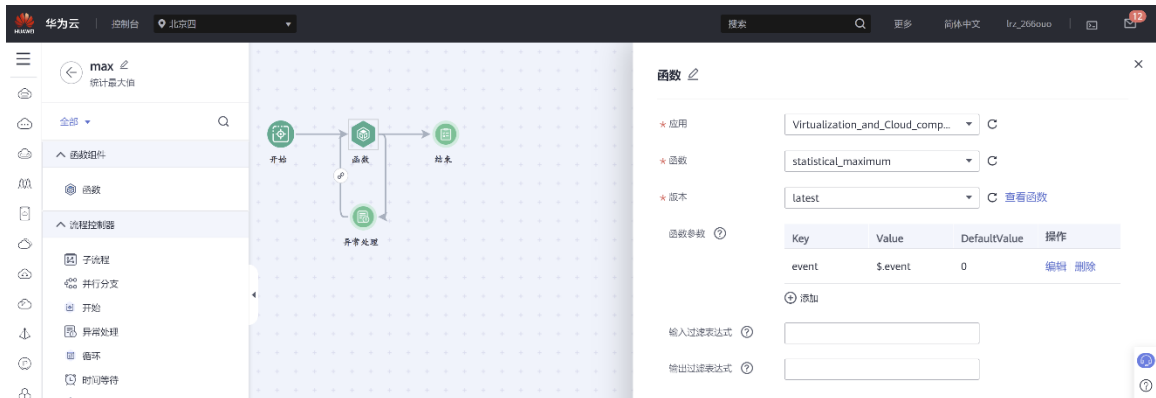 HUAWEI
华为云
控制台
北京四
搜索
更多
简体中文
lrz_266ouo
12
max
统计最大值
全部
函数组件
函数
流程控制器
子流程
并行分支
开始
异常处理
循环
时间等待
开始
函数
结束
异常处理
函数
应用
Virtualization_and_Cloud_comp...
函数
statistical_maximum
版本
latest
查看函数
函数参数
Key Value DefaultValue 操作
event $.event 0 编辑 删除
添加
输入过滤表达式
输出过滤表达式